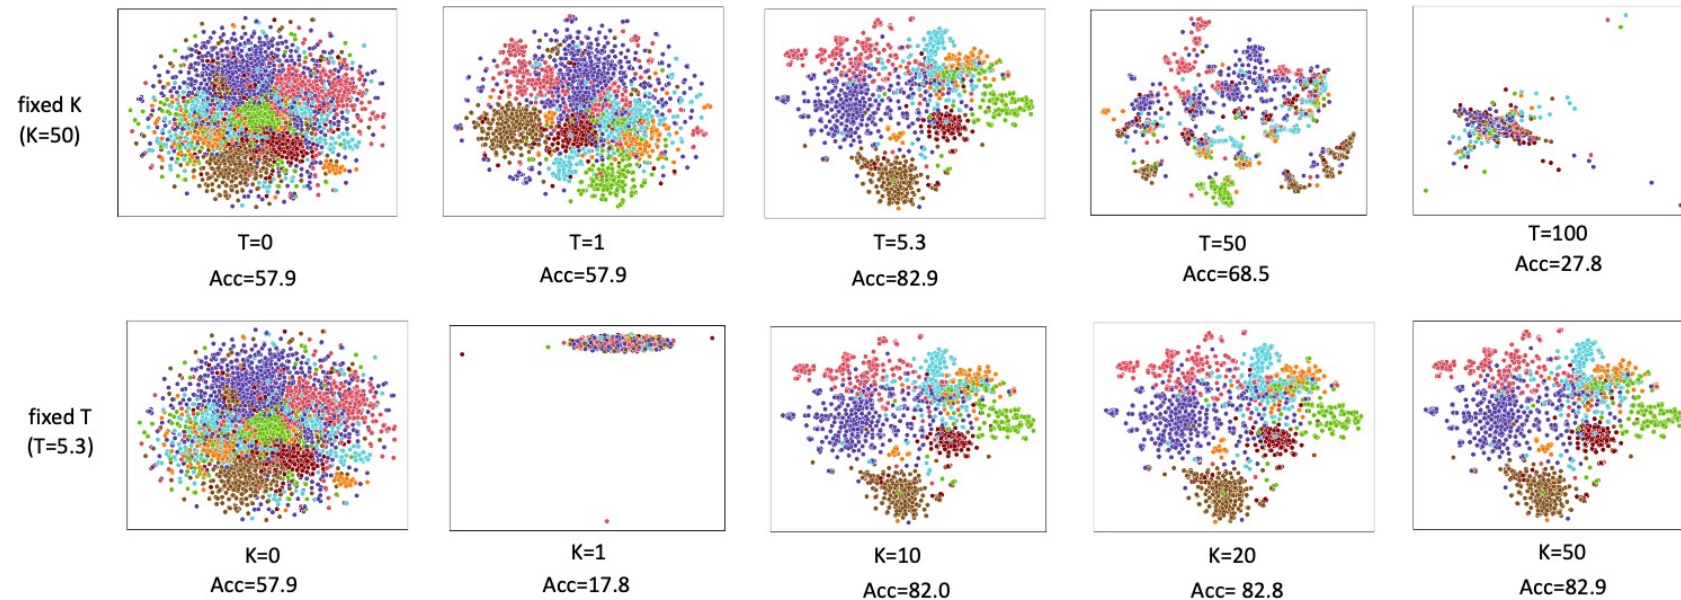 fixed K
(K=50)
T=0
Acc=57.9
T=1
Acc=57.9
T=5.3
Acc=82.9
T=50
Acc=68.5
T=100
Acc=27.8
fixed T
(T=5.3)
K=0
Acc=57.9
K=1
Acc=17.8
K=10
Acc=82.0
K=20
Acc= 82.8
K=50
Acc=82.9